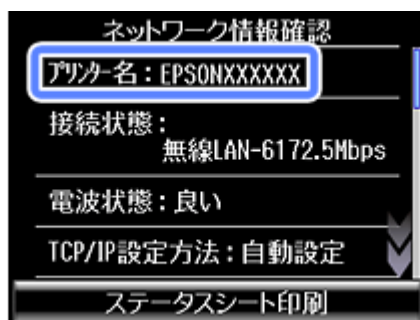 ネットワーク情報確認
プリンター名：EPSONXXXXXX
接続状態：
無線LAN-6172.5Mbps
電波状態：良い
TCP/IP設定方法：自動設定
ステータスシート印刷